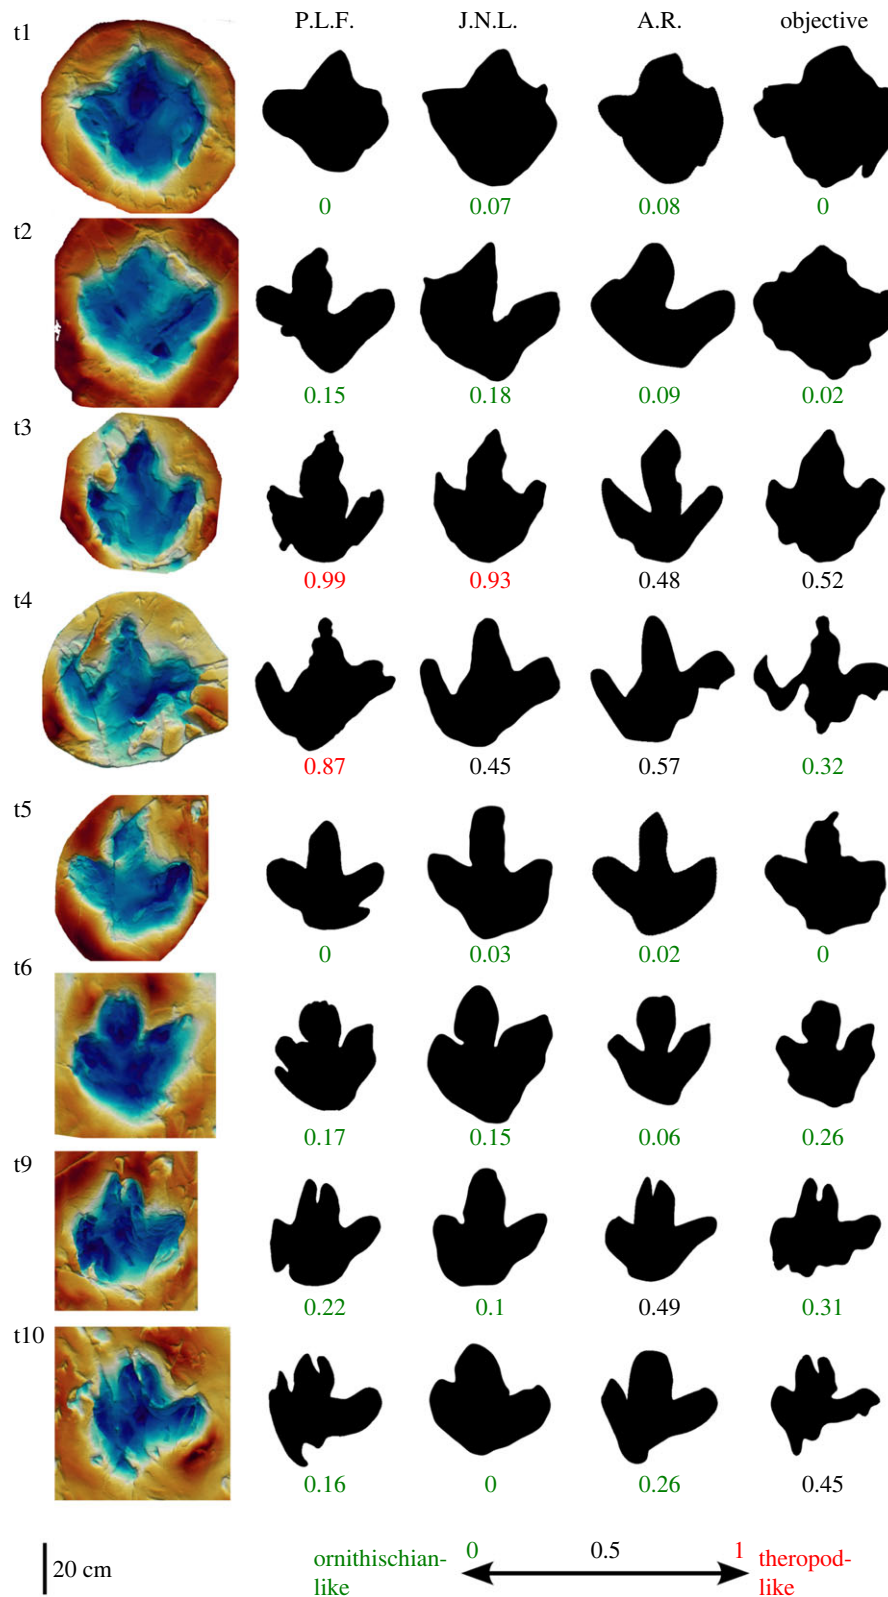 P.L.F. J.N.L. A.R. objective
t1
0 0.07 0.08 0
t2
0.15 0.18 0.09 0.02
t3
0.99 0.93 0.48 0.52
t4
0.87 0.45 0.57 0.32
t5
0 0.03 0.02 0
t6
0.17 0.15 0.06 0.26
t9
0.22 0.1 0.49 0.31
t10
0.16 0 0.26 0.45
20 cm
ornithischian-
like
0 0.5 1
theropod-
like